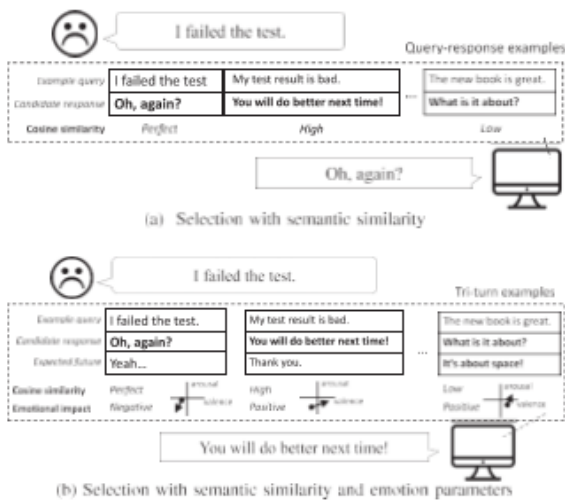 I failed the test.
Query-response examples
Example query
I failed the test
My test result is bad.
The new book is great.
Candidate response
Oh, again?
You will do better next time!
...
What is it about?
Cosine similarity
Perfect
High
Low
Oh, again?
(a) Selection with semantic similarity
I failed the test.
Tri-turn examples
Example query
I failed the test.
My test result is bad.
The new book is great.
Candidate response
Oh, again?
You will do better next time!
...
What is it about?
Expected future
Yeah...
Thank you.
It's about space!
Cosine similarity
Perfect
arousal
valence
High
arousal
valence
Low
arousal
valence
Emotional impact
Negative
Positive
Positive
You will do better next time!
(b) Selection with semantic similarity and emotion parameters